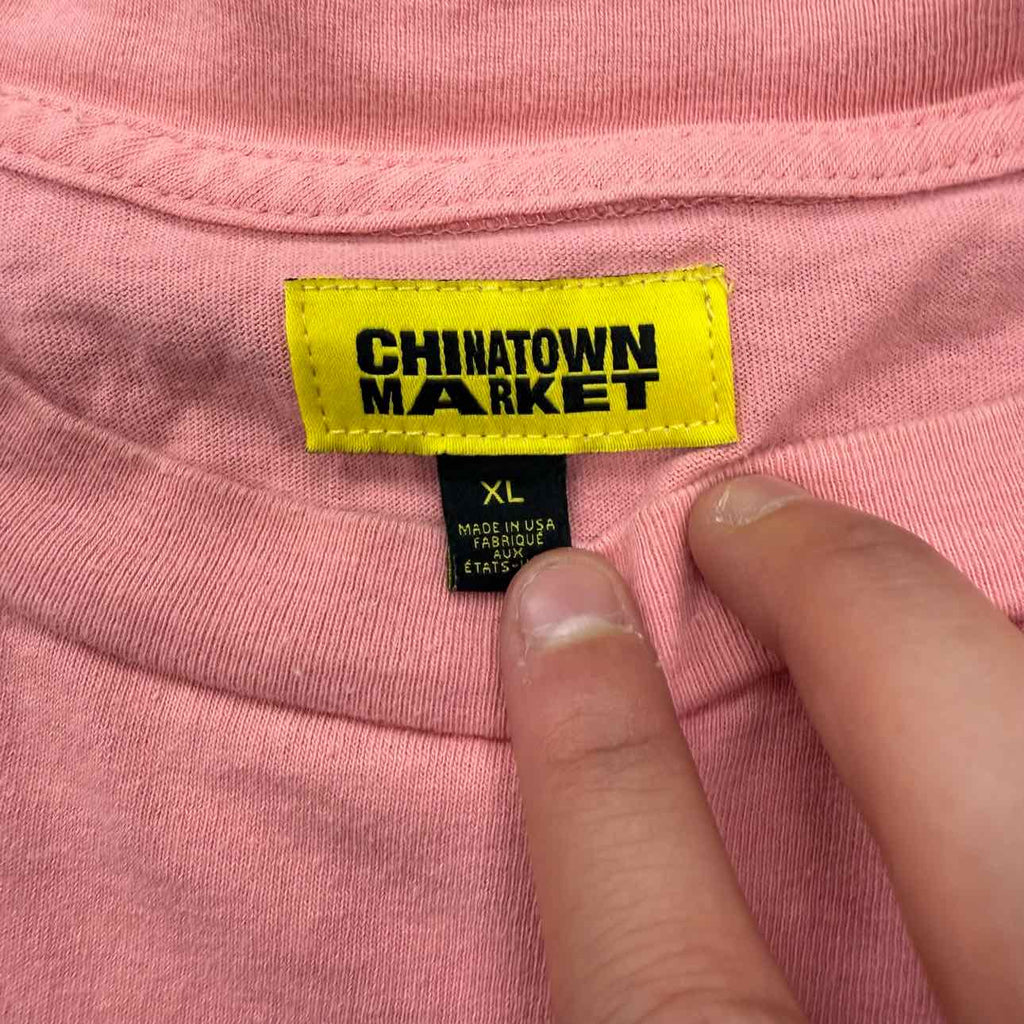 CHINATOWN
MARKET
XL
MADE IN USA
FABRIQUÉ
AUX